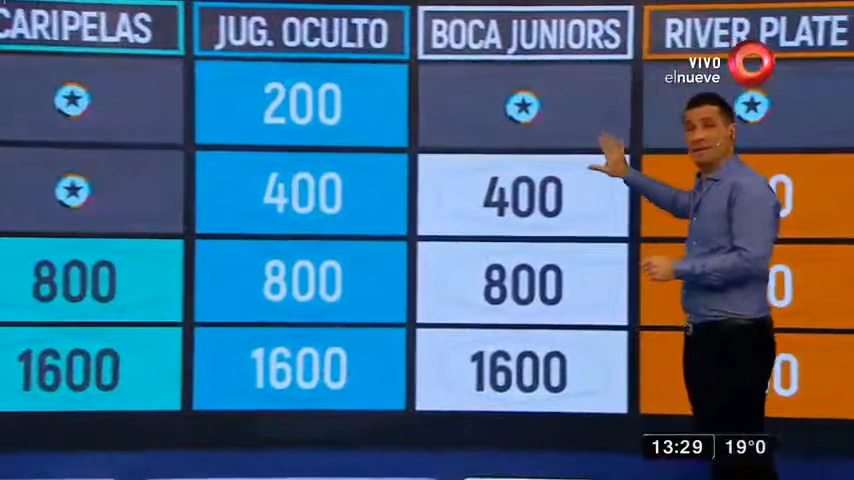 CARIPELAS
JUG. OCULTO
BOCA JUNIORS
RIVER PLATE
VIVO
elnueve
200
400
400
800
800
800
1600
1600
1600
13:29
19°0